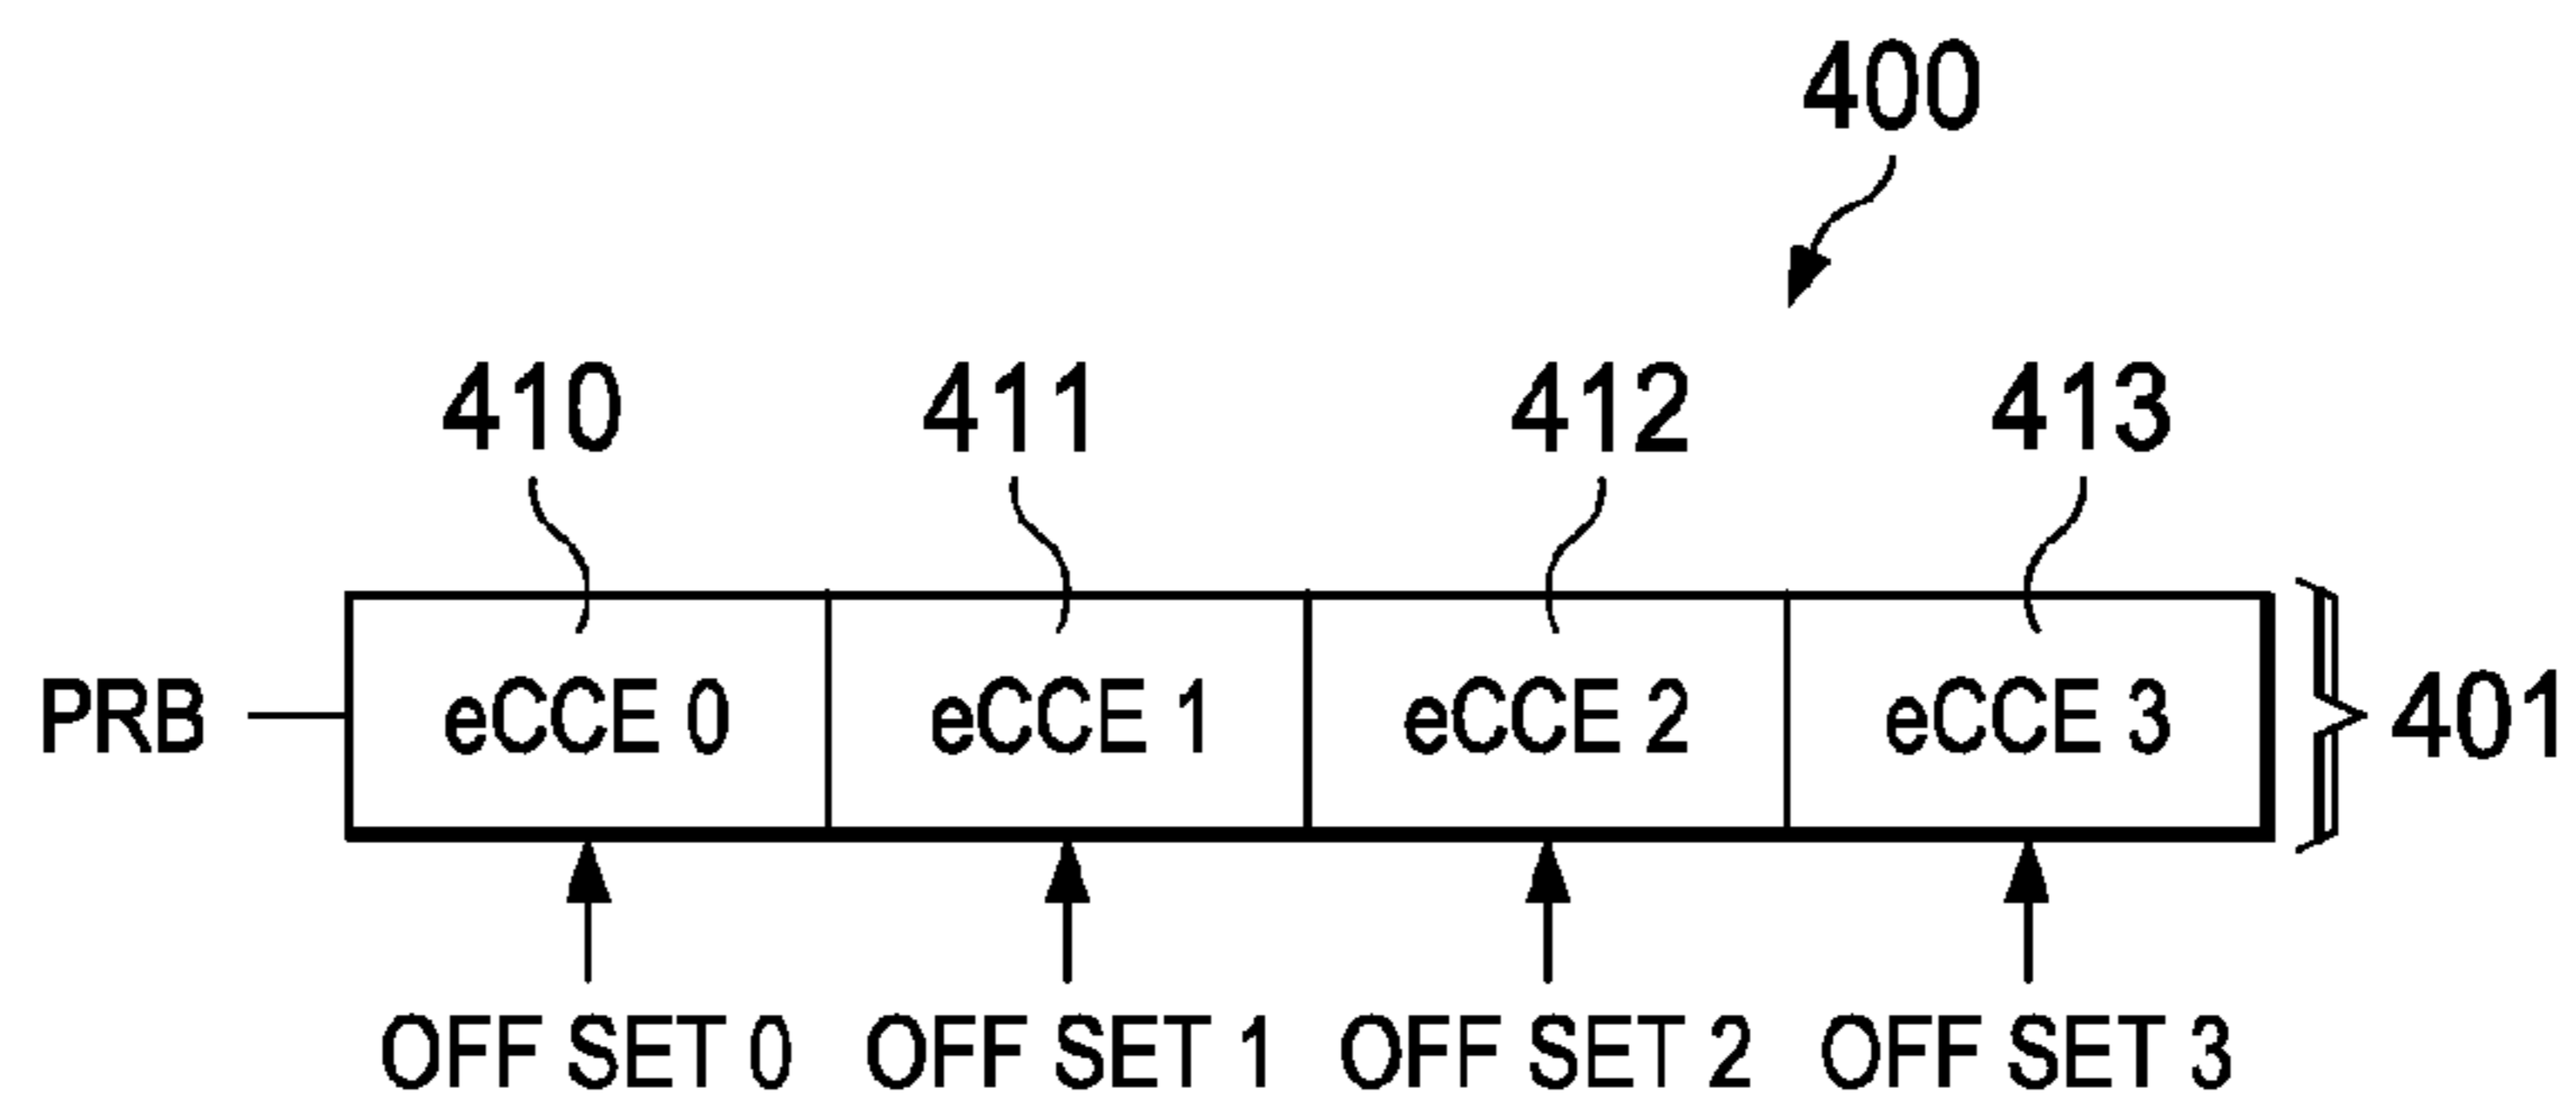 400
410 411 412 413
PRB eCCE 0 eCCE 1 eCCE 2 eCCE 3 401
OFF SET 0 OFF SET 1 OFF SET 2 OFF SET 3